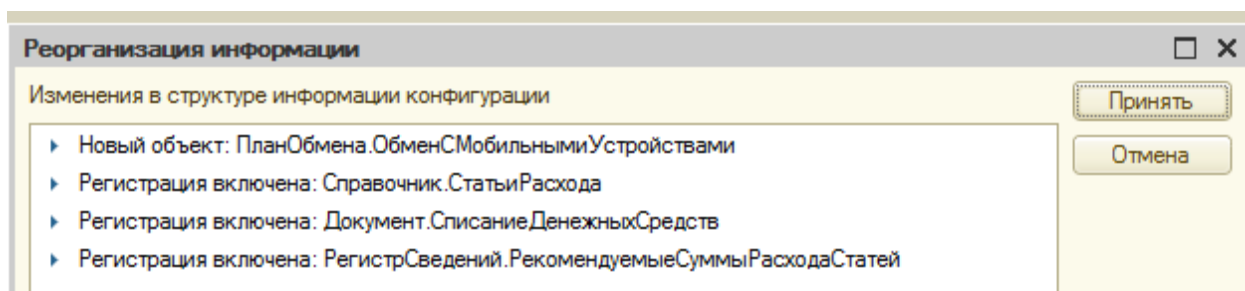 Реорганизация информации
Изменения в структуре информации конфигурации
Принять
Новый объект: ПланОбмена.ОбменСМобильнымиУстройствами
Отмена
Регистрация включена: Справочник.СтатьиРасхода
Регистрация включена: Документ.СписаниеДенежныхСредств
Регистрация включена: РегистрСведений.РекомендуемыеСуммыРасходаСтатей